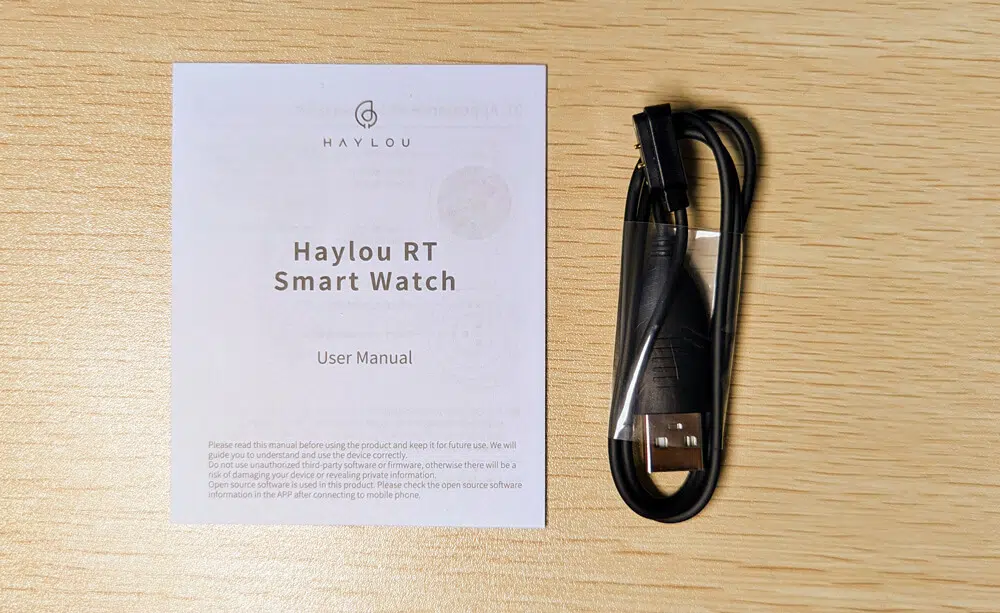 HAYLOU
Haylou RT
Smart Watch
User Manual
Please read this manual before using the product and keep it for future use. We will
guide you to understand and use the device correctly.
Do not use unauthorized third-party software or firmware, otherwise there will be a
risk of damaging your device or revealing private information.
Open source software is used in this product. Please check the open source software
information in the APP after connecting to mobile phone.